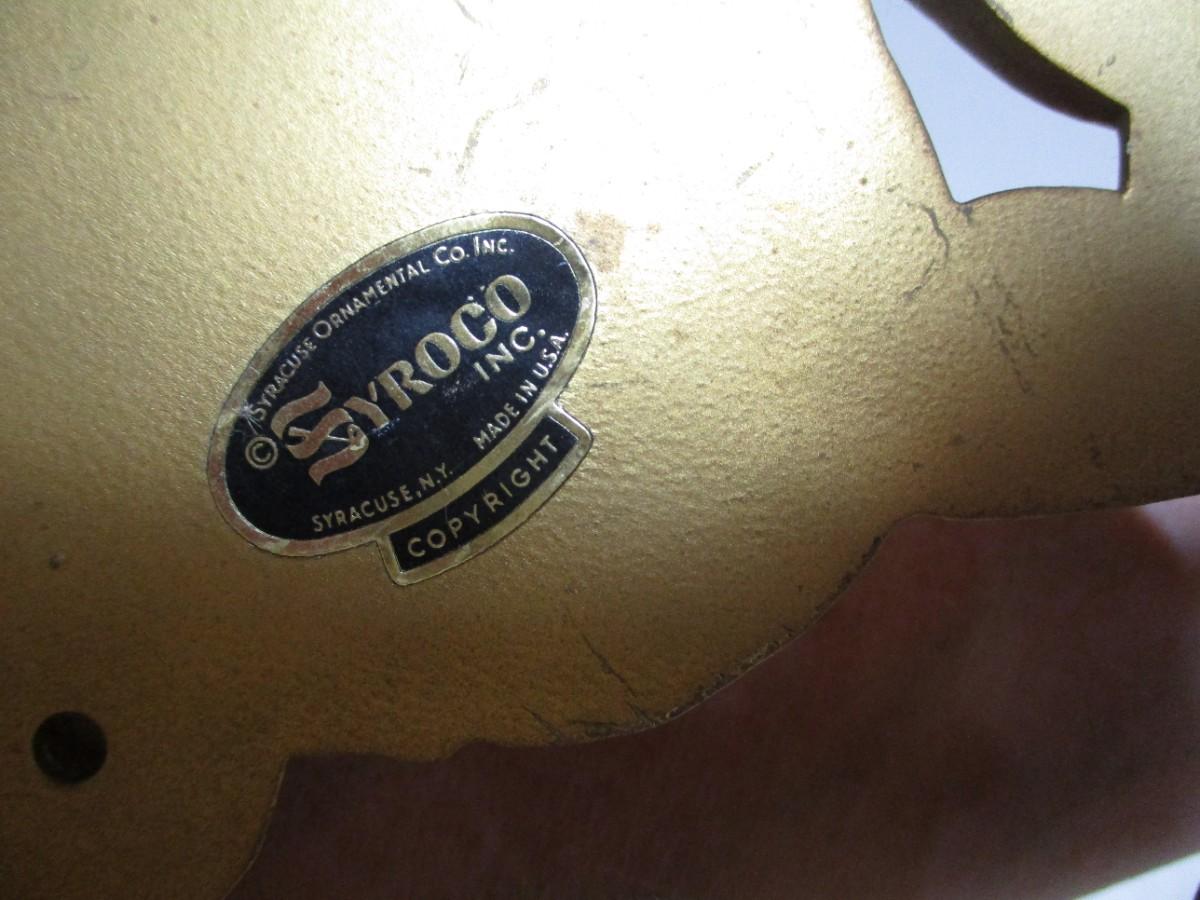 © SYRACUSE ORNAMENTAL CO. INC.
SYROCO
INC.
SYRACUSE, N.Y. MADE IN U.S.A.
COPYRIGHT